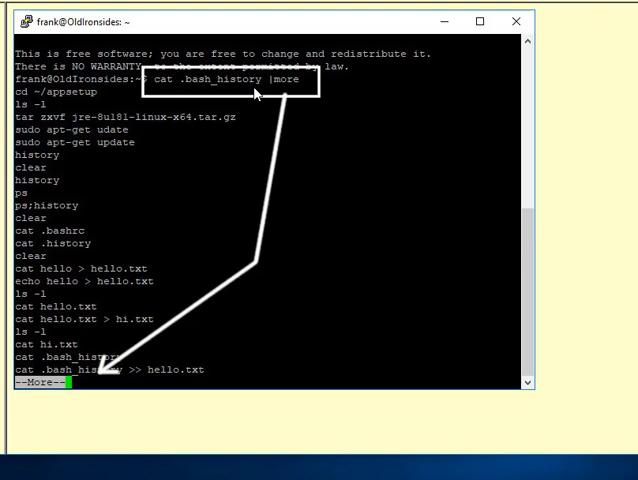 frank@OldIronsides: ~
This is free software; you are free to change and redistribute it.
There is NO WARRANTY, to the extent permitted by law.
frank@OldIronsides:~$ cat .bash_history |more
cd ~/appsetup
ls -l
tar zxvf jre-8u181-linux-x64.tar.gz
sudo apt-get udate
sudo apt-get update
history
clear
history
ps
ps;history
clear
cat .bashrc
cat .history
clear
cat hello > hello.txt
echo hello > hello.txt
ls -l
cat hello.txt
cat hello.txt > hi.txt
ls -l
cat hi.txt
cat .bash_history
cat .bash_history >> hello.txt
--More--